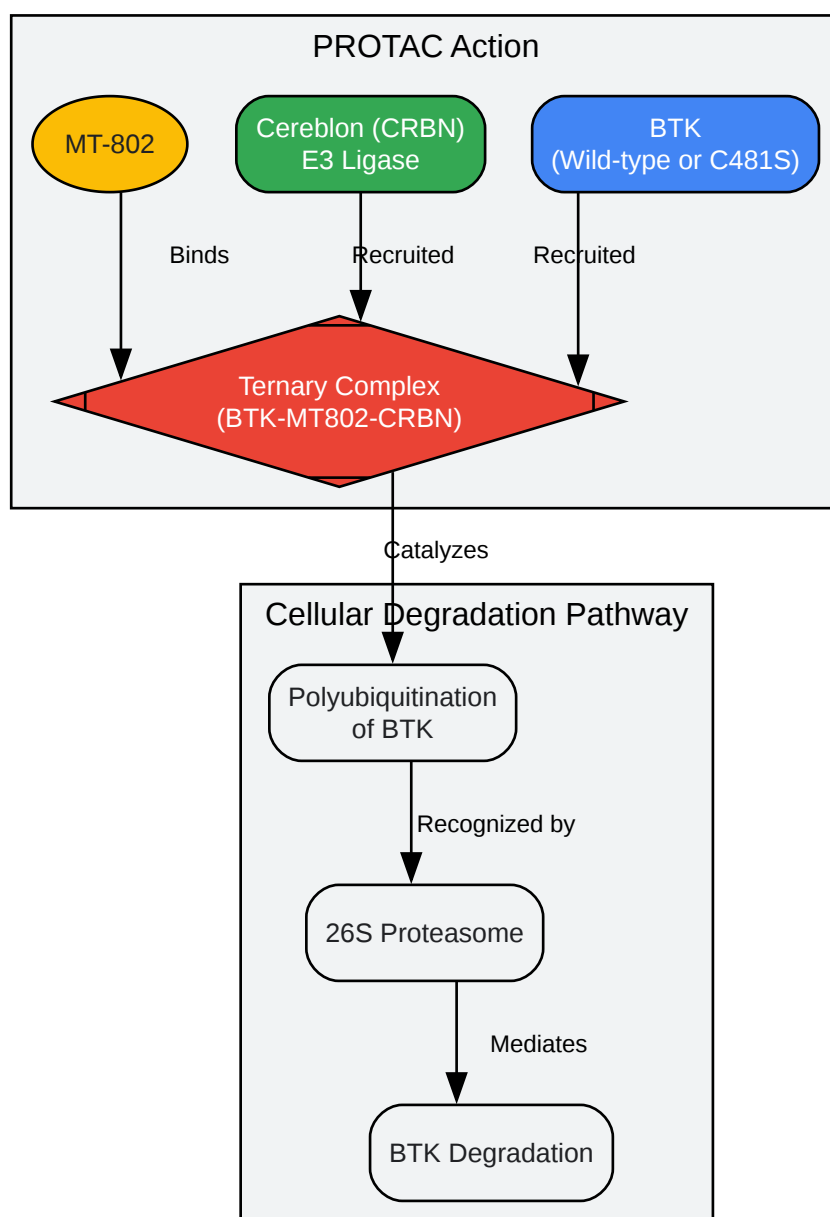 PROTAC Action
MT-802
Cereblon (CRBN)
E3 Ligase
BTK
(Wild-type or C481S)
Binds
Recruited
Recruited
Ternary Complex
(BTK-MT802-CRBN)
Catalyzes
Cellular Degradation Pathway
Polyubiquitination
of BTK
Recognized by
26S Proteasome
Mediates
BTK Degradation